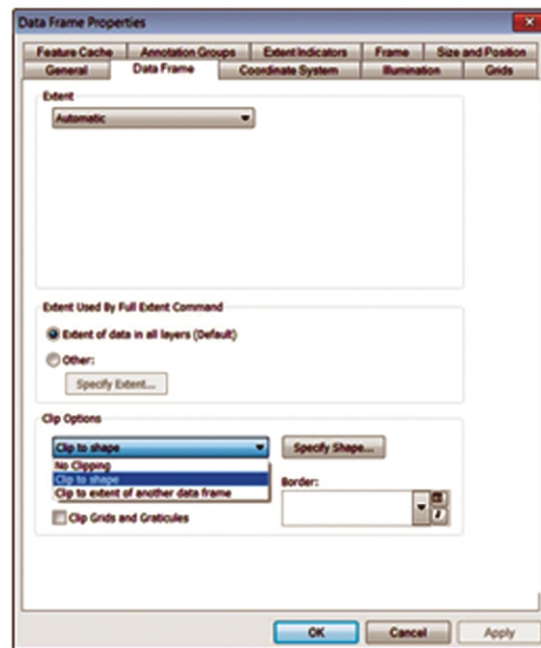 Data Frame Properties
Feature Cache Annotation Groups Extent Indicators Frame Size and Position
General Data Frame Coordinate System Illumination Grids
Extent
Automatic
Extent Used By Full Extent Command
Extent of data in all layers (Default)
Other:
Specify Extent...
Clip Options
Clip to shape Specify Shape...
No Clipping
Clip to shape
Clip to extent of another data frame
Border:
Clip Grids and Graticules
OK Cancel Apply